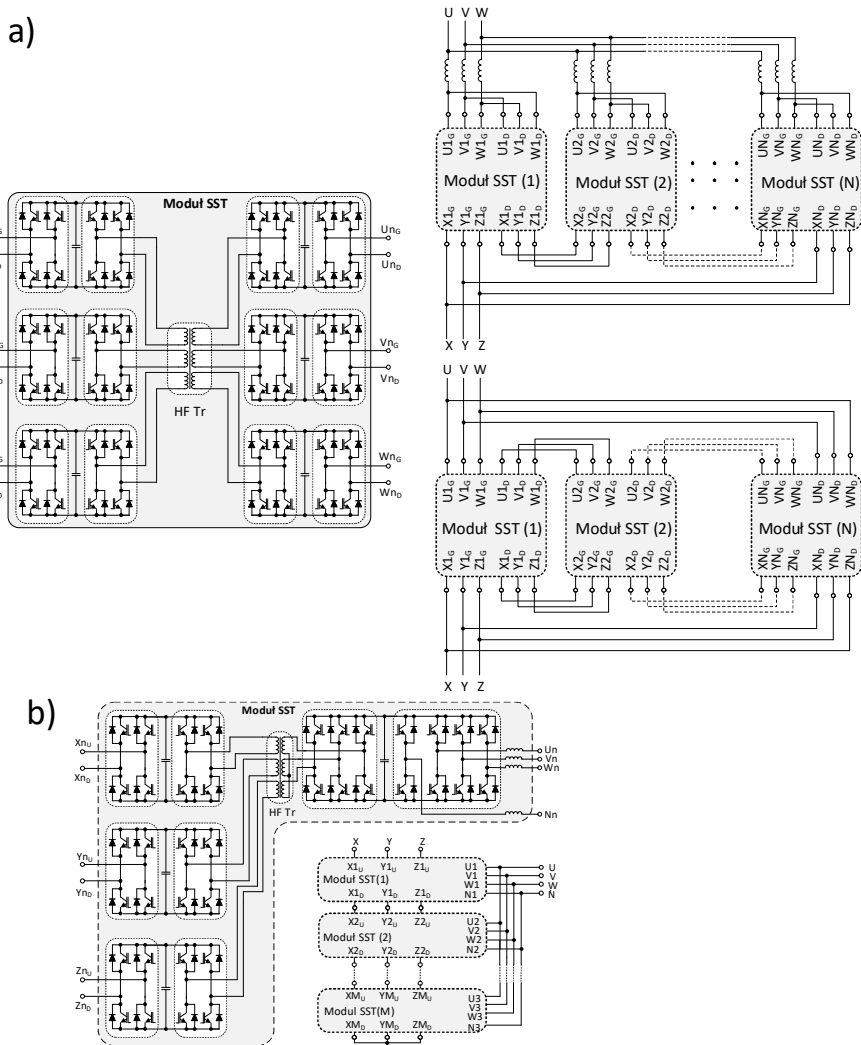 a)
U V W
U1G V1G W1G U1D V1D W1D
U2G V2G W2G U2D V2D W2D
UNG VNG WNG UND VND WND
Moduł SST (1)
Moduł SST (2)
Moduł SST (N)
X1G Y1G Z1G X1D Y1D Z1D
X2G Y2G Z2G X2D Y2D Z2D
XNG YNG ZNG XND YND ZND
X Y Z
Moduł SST
G
D
G
D
G
D
HF Tr
UnG
UnD
VnG
VnD
WnG
WnD
U V W
U1G V1G W1G U1D V1D W1D
U2G V2G W2G U2D V2D W2D
UNG VNG WNG UND VND WND
Moduł SST (1)
Moduł SST (2)
Moduł SST (N)
X1G Y1G Z1G X1D Y1D Z1D
X2G Y2G Z2G X2D Y2D Z2D
XNG YNG ZNG XND YND ZND
X Y Z
b)
Moduł SST
XnU
XnD
YnU
YnD
ZnU
ZnD
HF Tr
Un
Vn
Wn
Nn
X Y Z
X1U Y1U Z1U
Moduł SST(1)
X1D Y1D Z1D
U1
V1
W1
N1
U
V
W
N
X2U Y2U Z2U
Moduł SST (2)
X2D Y2D Z2D
U2
V2
W2
N2
XMU YMU ZMU
Moduł SST(M)
XMD YMD ZMD
U3
V3
W3
N3